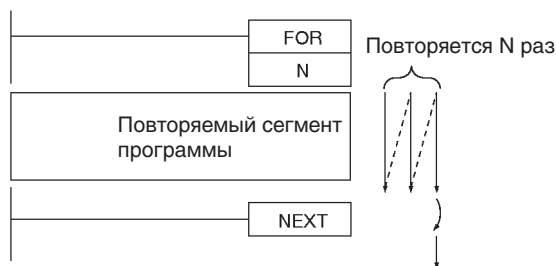 FOR
N
Повторяется N раз
Повторяемый сегмент
программы
NEXT